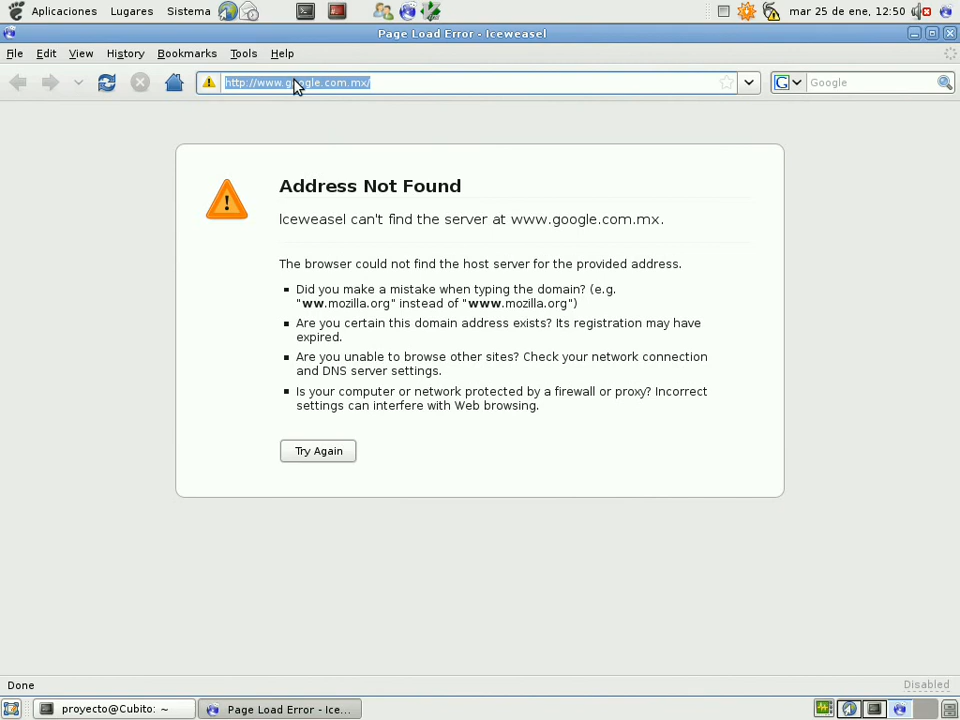 Aplicaciones Lugares Sistema mar 25 de ene, 12:50
Page Load Error - Iceweasel
File Edit View History Bookmarks Tools Help
http://www.google.com.mx/ Google
Address Not Found
Iceweasel can't find the server at www.google.com.mx.
The browser could not find the host server for the provided address.
Did you make a mistake when typing the domain? (e.g.
"ww.mozilla.org" instead of "www.mozilla.org")
Are you certain this domain address exists? Its registration may have
expired.
Are you unable to browse other sites? Check your network connection
and DNS server settings.
Is your computer or network protected by a firewall or proxy? Incorrect
settings can interfere with Web browsing.
Try Again
Done Disabled
proyecto@Cubito: ~ Page Load Error - Ice...